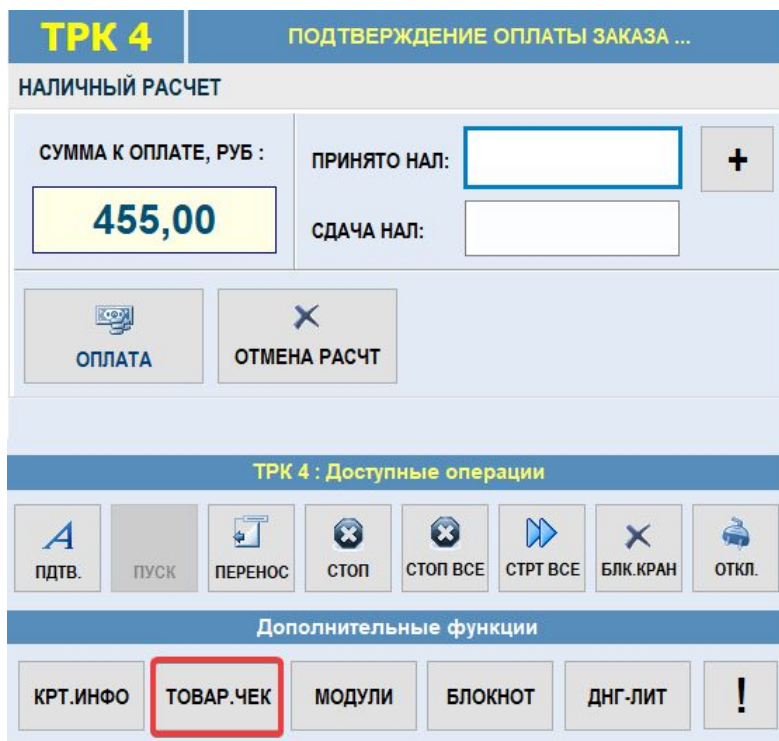 ТРК 4
ПОДТВЕРЖДЕНИЕ ОПЛАТЫ ЗАКАЗА ...
НАЛИЧНЫЙ РАСЧЕТ
СУММА К ОПЛАТЕ, РУБ :
455,00
ПРИНЯТО НАЛ:
+
СДАЧА НАЛ:
ОПЛАТА
ОТМЕНА РАСЧТ
ТРК 4 : Доступные операции
ПДТВ.
ПУСК
ПЕРЕНОС
СТОП
СТОП ВСЕ
СТРТ ВСЕ
БЛК.КРАН
ОТКЛ.
Дополнительные функции
КРТ.ИНФО
ТОВАР.ЧЕК
МОДУЛИ
БЛОКНОТ
ДНГ-ЛИТ
!